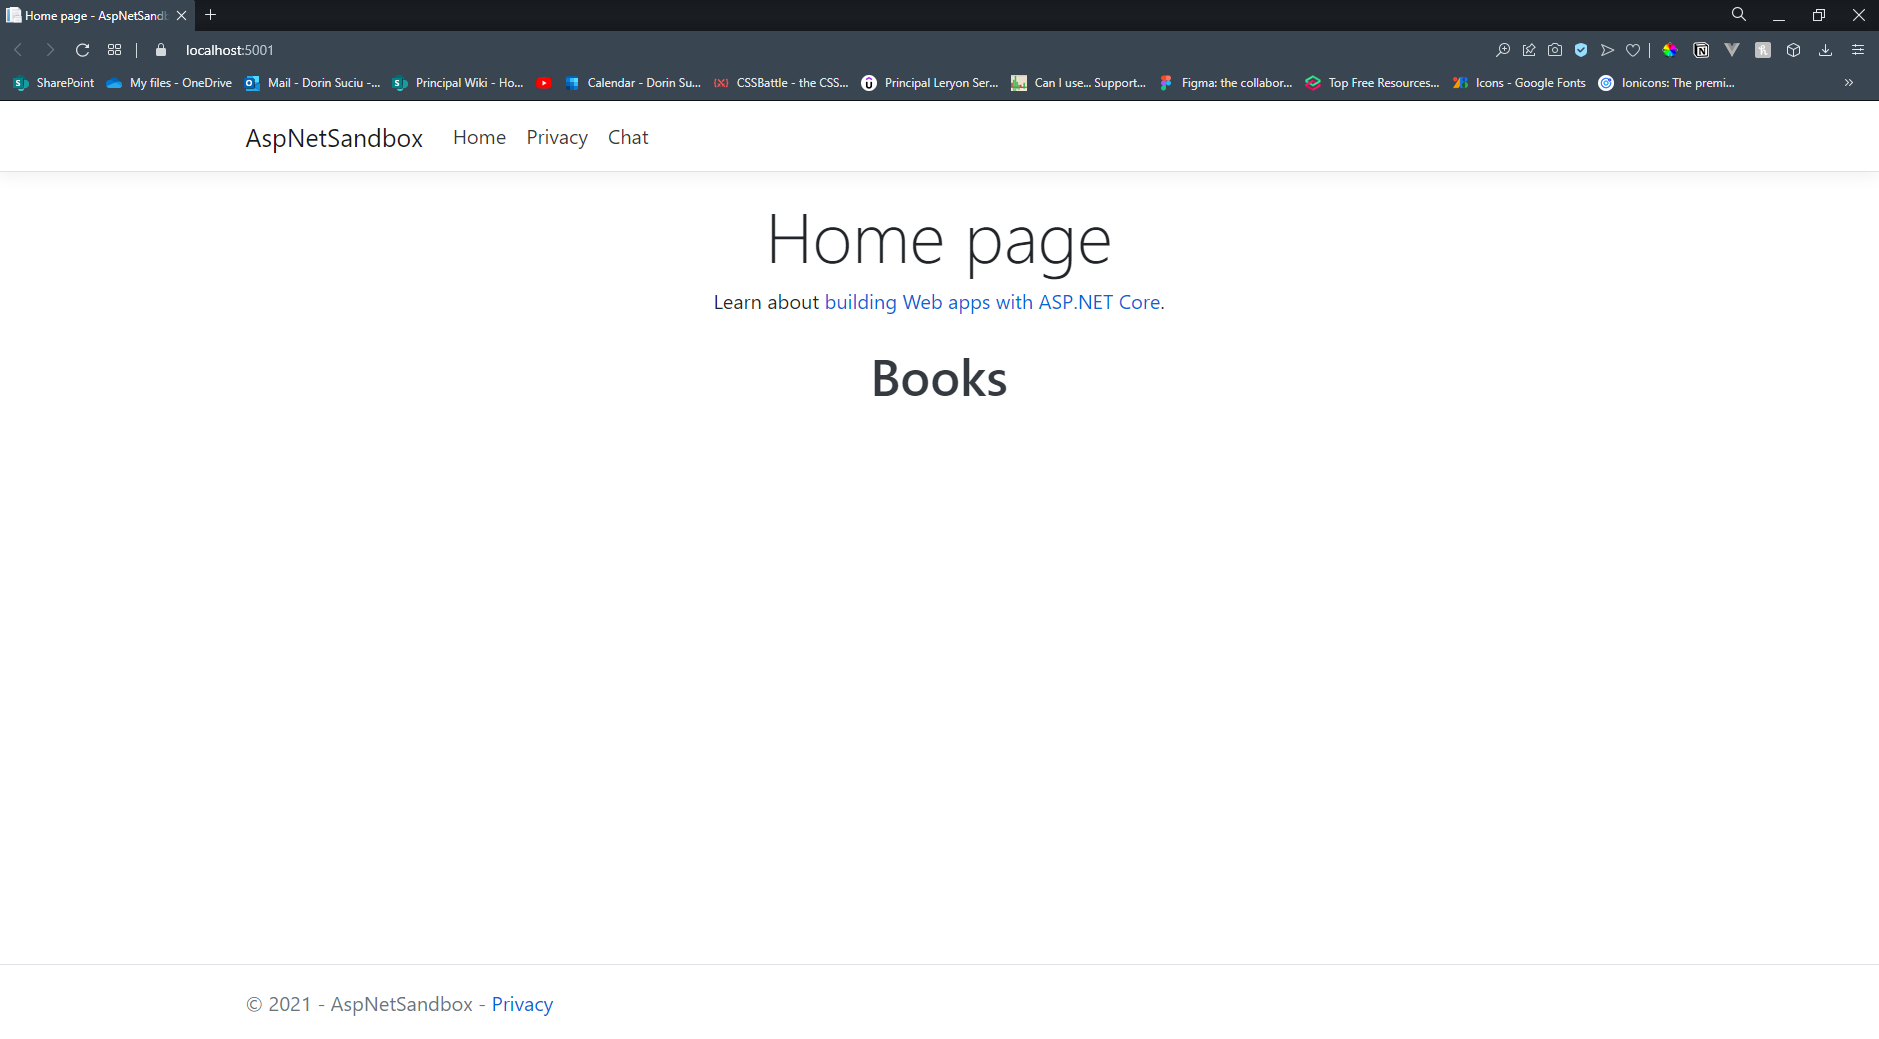 Home page - AspNetSandb
localhost:5001
SharePoint My files - OneDrive Mail - Dorin Suciu -... Principal Wiki - Ho... Calendar - Dorin Su... CSSBattle - the CSS... Principal Leryon Ser... Can I use... Support... Figma: the collabor... Top Free Resources... Icons - Google Fonts Ionicons: The premi...
AspNetSandbox Home Privacy Chat
Home page
Learn about building Web apps with ASP.NET Core.
Books
© 2021 - AspNetSandbox - Privacy